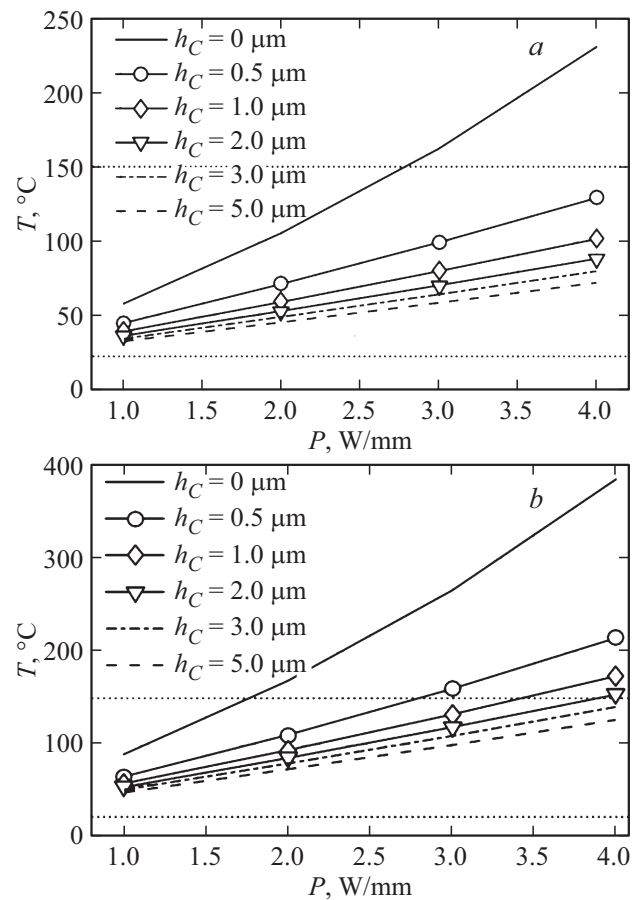 250
200
150
100
50
0
T, °C
h_C = 0 μm
h_C = 0.5 μm
h_C = 1.0 μm
h_C = 2.0 μm
h_C = 3.0 μm
h_C = 5.0 μm
a
1.0 1.5 2.0 2.5 3.0 3.5 4.0
P, W/mm
400
300
200
100
0
T, °C
h_C = 0 μm
h_C = 0.5 μm
h_C = 1.0 μm
h_C = 2.0 μm
h_C = 3.0 μm
h_C = 5.0 μm
b
1.0 1.5 2.0 2.5 3.0 3.5 4.0
P, W/mm